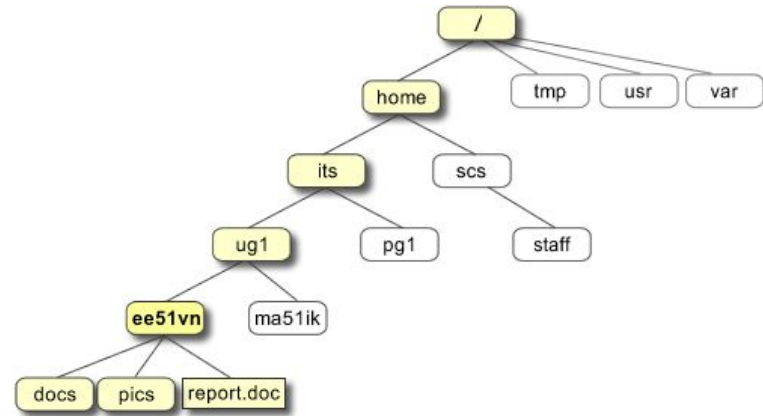 /
home
tmp
usr
var
its
scs
ug1
pg1
staff
ee51vn
ma51ik
docs
pics
report.doc